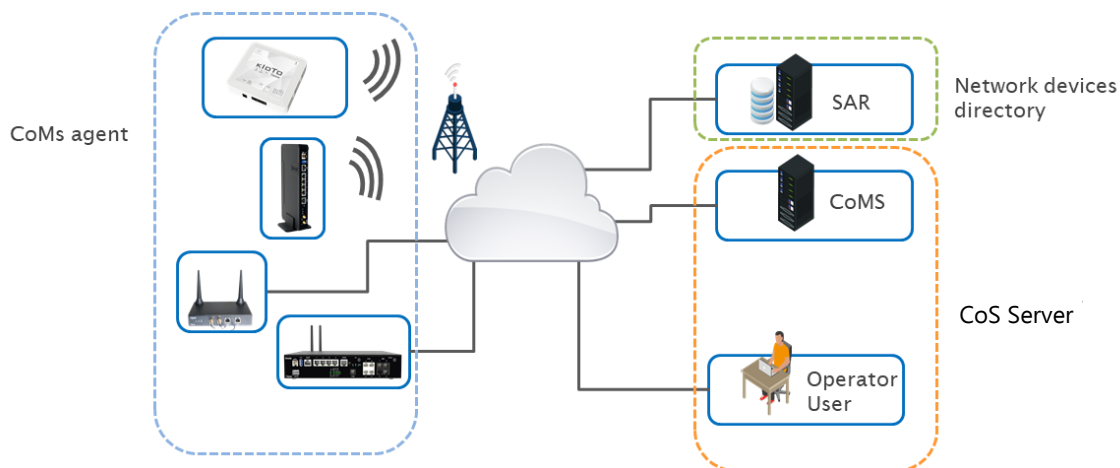 KIOTO
CoMs agent
SAR
Network devices
directory
CoMS
CoS Server
Operator
User